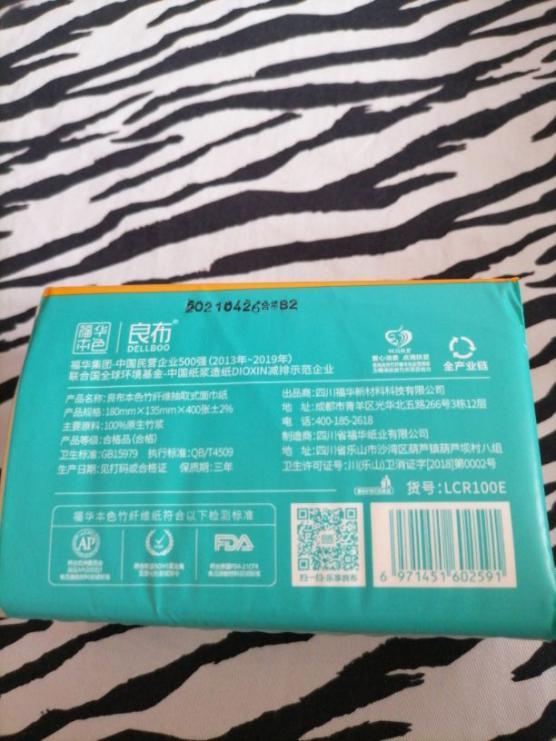 20210426合格B2
福华本色
良布®
DELLBOO
福华集团-中国民营企业500强(2013年~2019年)
联合国全球环境基金-中国纸浆造纸DIOXIN减排示范企业
全产业链
产品名称:良布本色竹纤维抽取式面巾纸
产品规格:180mm×135mm×400张±2%
主要原料:100%原生竹浆
产品等级:合格品(合格)
卫生标准:GB15979 执行标准:QB/T4509
生产日期:见打码或合格证 保质期:三年
出品商:四川福华新材料科技有限公司
地 址:成都市青羊区光华北五路266号3栋12层
电 话:400-185-2618
制造商:四川省福华纸业有限公司
地 址:四川省乐山市沙湾区葫芦镇葫芦坝村八组
卫生许可证号:川(乐山)卫消证字[2018]第0002号
货号:LCR100E
福华本色竹纤维纸符合以下检测标准
AP
FDA
扫一扫·乐享良布
6 971451 602591